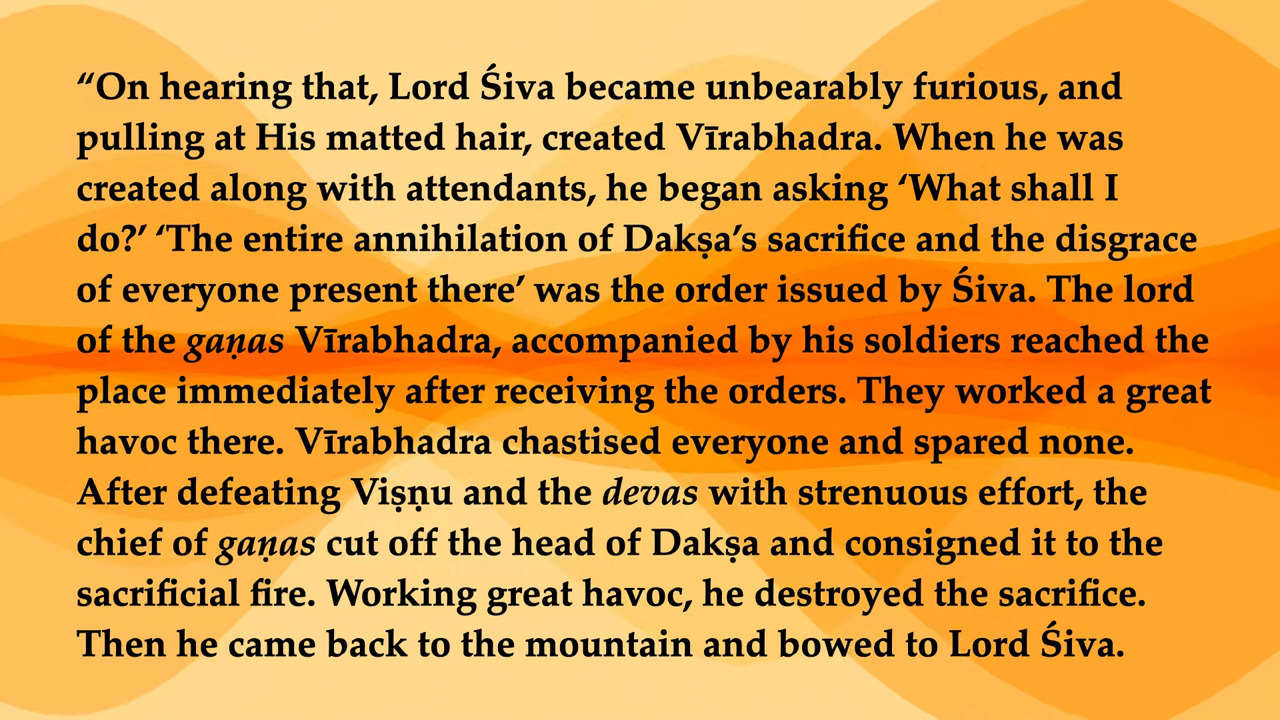 “On hearing that, Lord Śiva became unbearably furious, and
pulling at His matted hair, created Vīrabhadra. When he was
created along with attendants, he began asking ‘What shall I
do?’ ‘The entire annihilation of Dakṣa’s sacrifice and the disgrace
of everyone present there’ was the order issued by Śiva. The lord
of the gaṇas Vīrabhadra, accompanied by his soldiers reached the
place immediately after receiving the orders. They worked a great
havoc there. Vīrabhadra chastised everyone and spared none.
After defeating Viṣṇu and the devas with strenuous effort, the
chief of gaṇas cut off the head of Dakṣa and consigned it to the
sacrificial fire. Working great havoc, he destroyed the sacrifice.
Then he came back to the mountain and bowed to Lord Śiva.